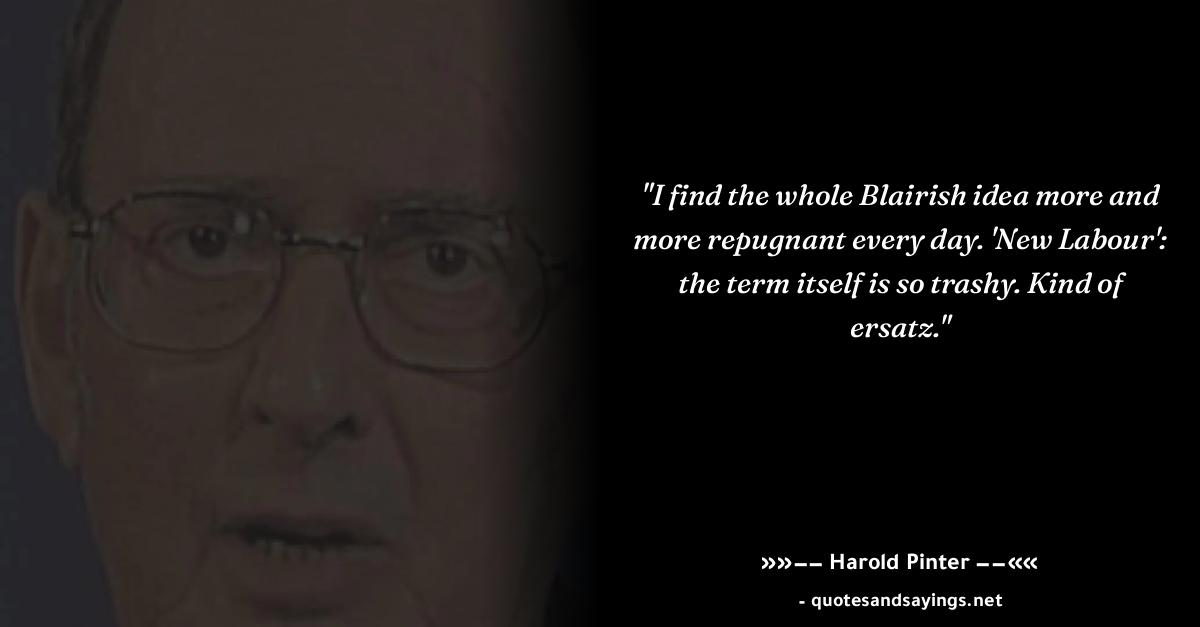 "I find the whole Blairish idea more and
more repugnant every day. 'New Labour':
the term itself is so trashy. Kind of
ersatz."
»»−− Harold Pinter −−««
- quotesandsayings.net